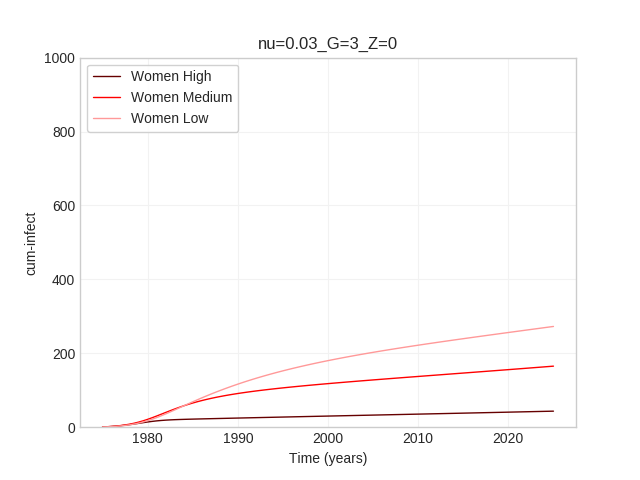 nu=0.03_G=3_Z=0
1000
800
600
400
200
0
cum-infect
Women High
Women Medium
Women Low
1980 1990 2000 2010 2020
Time (years)